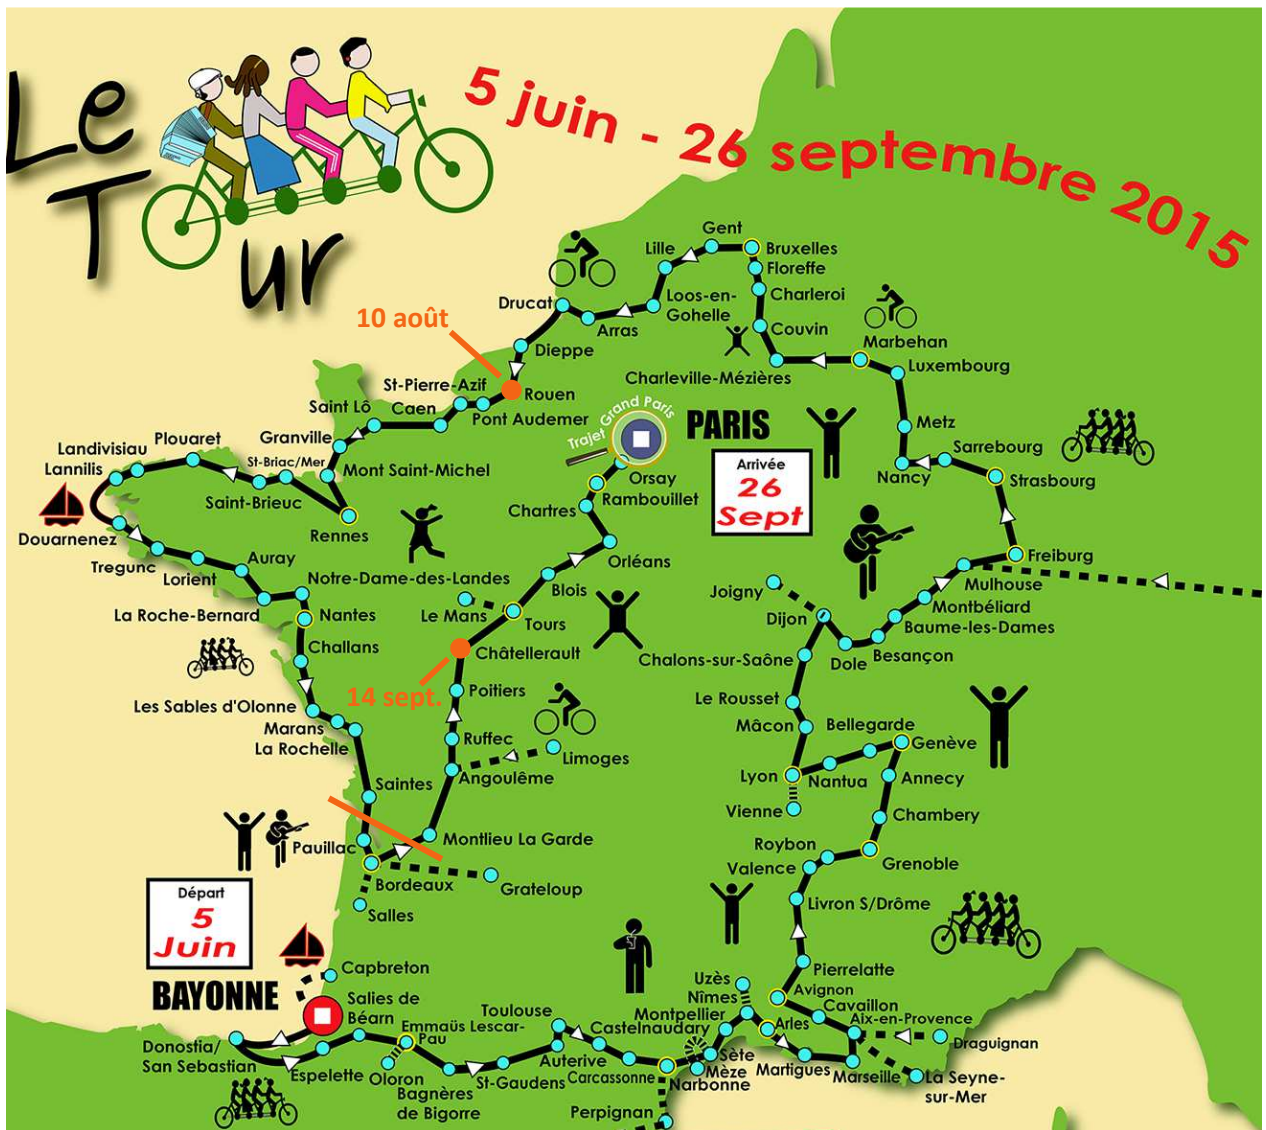 Le
Tour
5 juin - 26 septembre 2015
Gent
Bruxelles
Lille
Floreffe
Charleroi
Loos-en-
Gohelle
Drucat
Arras
Couvin
Marbehan
10 août
Dieppe
Charleville-Mézières
Luxembourg
St-Pierre-Azif
Rouen
Saint Lô
Caen
Pont Audemer
Trajet Grand Paris
PARIS
Metz
Granville
Landivisiau
Plouaret
Lannilis
St-Briac/Mer
Mont Saint-Michel
Arrivée
26
Sept
Sarrebourg
Nancy
Strasbourg
Orsay
Rambouillet
Saint-Brieuc
Chartres
Rennes
Douarnenez
Tregunc
Lorient
Auray
Orléans
Freiburg
Mulhouse
Notre-Dame-des-Landes
Blois
Joigny
Montbéliard
La Roche-Bernard
Nantes
Le Mans
Tours
Dijon
Baume-les-Dames
Challans
Châtellerault
Chalons-sur-Saône
Dole
Besançon
14 sept.
Poitiers
Les Sables d'Olonne
Le Rousset
Marans
La Rochelle
Mâcon
Bellegarde
Ruffec
Genève
Limoges
Angoulême
Lyon
Nantua
Annecy
Saintes
Vienne
Chambery
Montlieu La Garde
Pauillac
Roybon
Valence
Grenoble
Bordeaux
Grateloup
Départ
5
Juin
Salles
Livron S/Drôme
Capbreton
Pierrelatte
BAYONNE
Salies de
Béarn
Uzès
Nîmes
Avignon
Cavaillon
Toulouse
Montpellier
Aix-en-Provence
Emmaüs Lescar-
Pau
Castelnaudary
Arles
Draguignan
Donostia/
San Sebastian
Espelette
Oloron
Auterive
Sète
Mèze
Martigues
Marseille
St-Gaudens
Carcassonne
Narbonne
La Seyne-
sur-Mer
Bagnères
de Bigorre
Perpignan